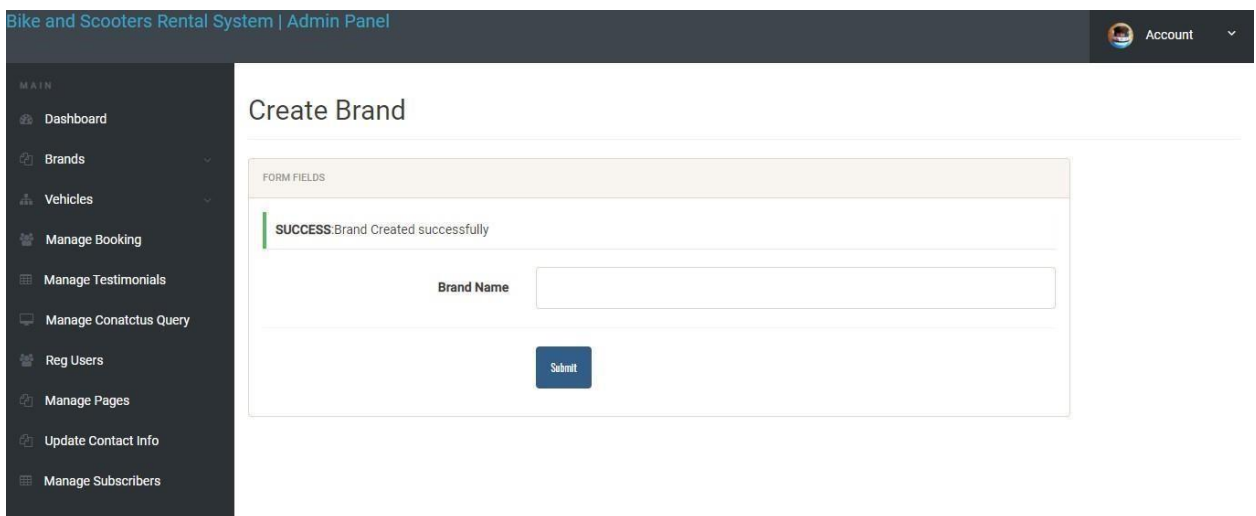 Bike and Scooters Rental System | Admin Panel
Account
MAIN
Dashboard
Brands
Vehicles
Manage Booking
Manage Testimonials
Manage Conatctus Query
Reg Users
Manage Pages
Update Contact Info
Manage Subscribers
Create Brand
FORM FIELDS
SUCCESS:Brand Created successfully
Brand Name
Submit